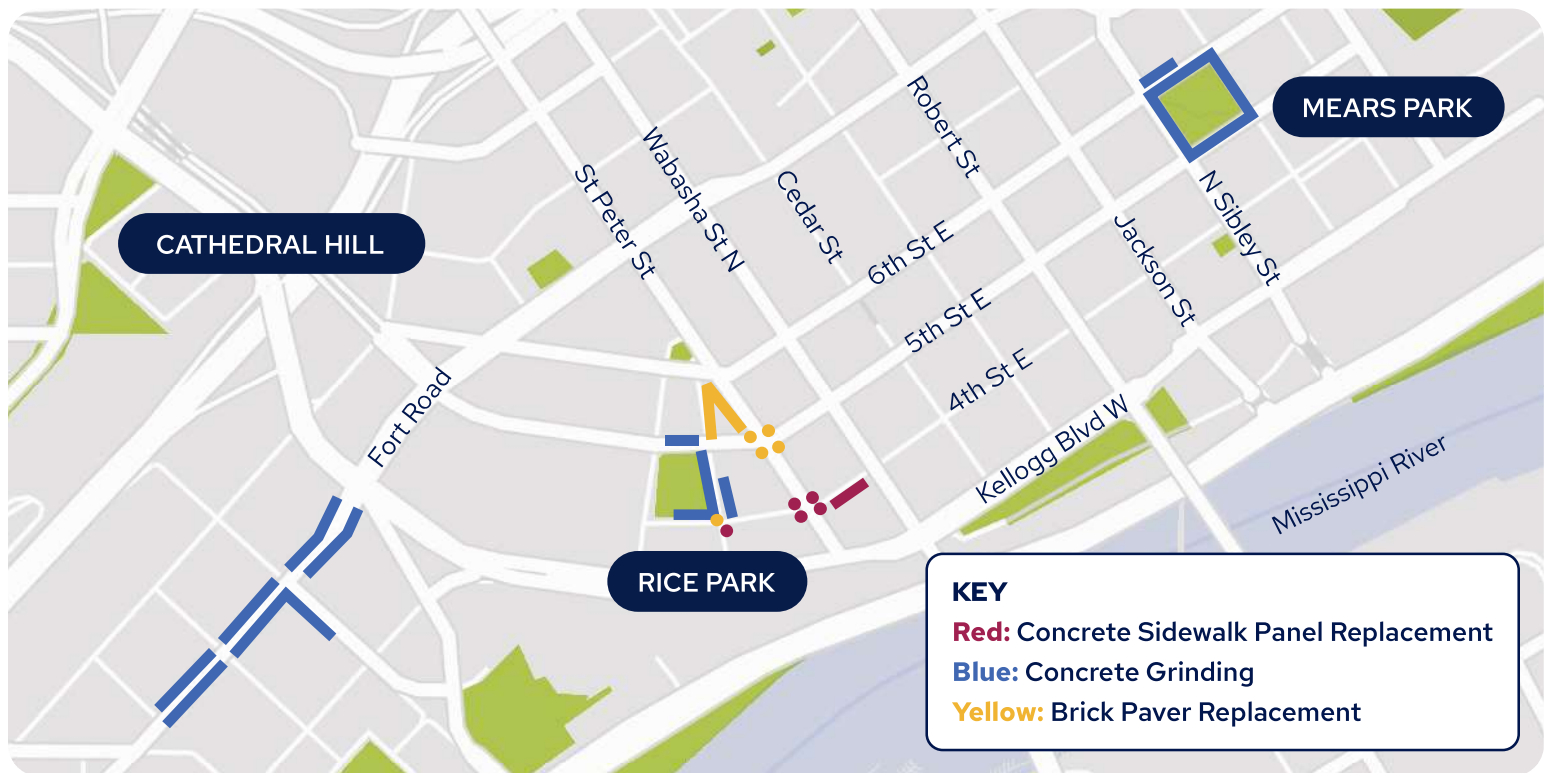 MEARS PARK
Robert St
Wabasha St N
St Peter St
Cedar St
N Sibley St
CATHEDRAL HILL
6th St E
Jackson St
5th St E
4th St E
Fort Road
Kellogg Blvd W
Mississippi River
RICE PARK
KEY
Red: Concrete Sidewalk Panel Replacement
Blue: Concrete Grinding
Yellow: Brick Paver Replacement